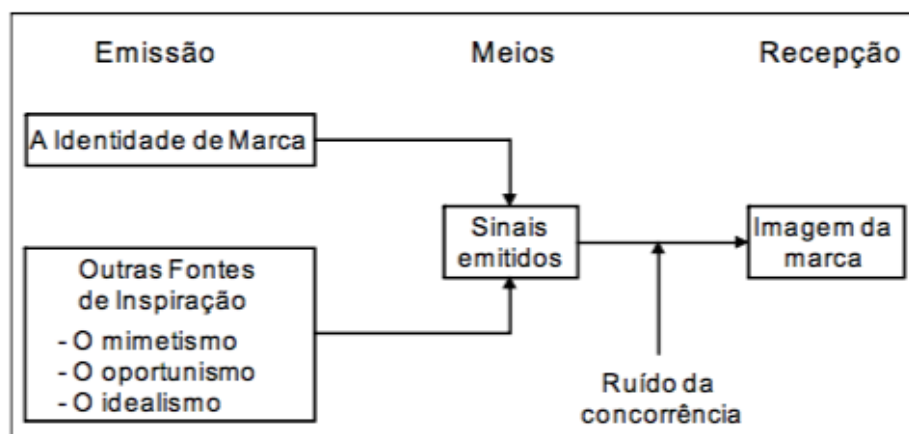 Emissão
Meios
Recepção
A Identidade de Marca
Outras Fontes
de Inspiração
- O mimetismo
- O oportunismo
- O idealismo
Sinais
emitidos
Imagem da
marca
Ruído da
concorrência